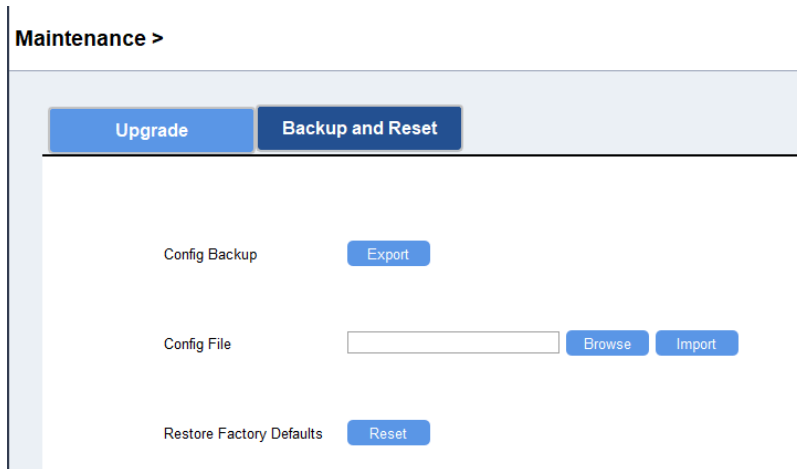 Maintenance >
Upgrade Backup and Reset
Config Backup Export
Config File Browse Import
Restore Factory Defaults Reset